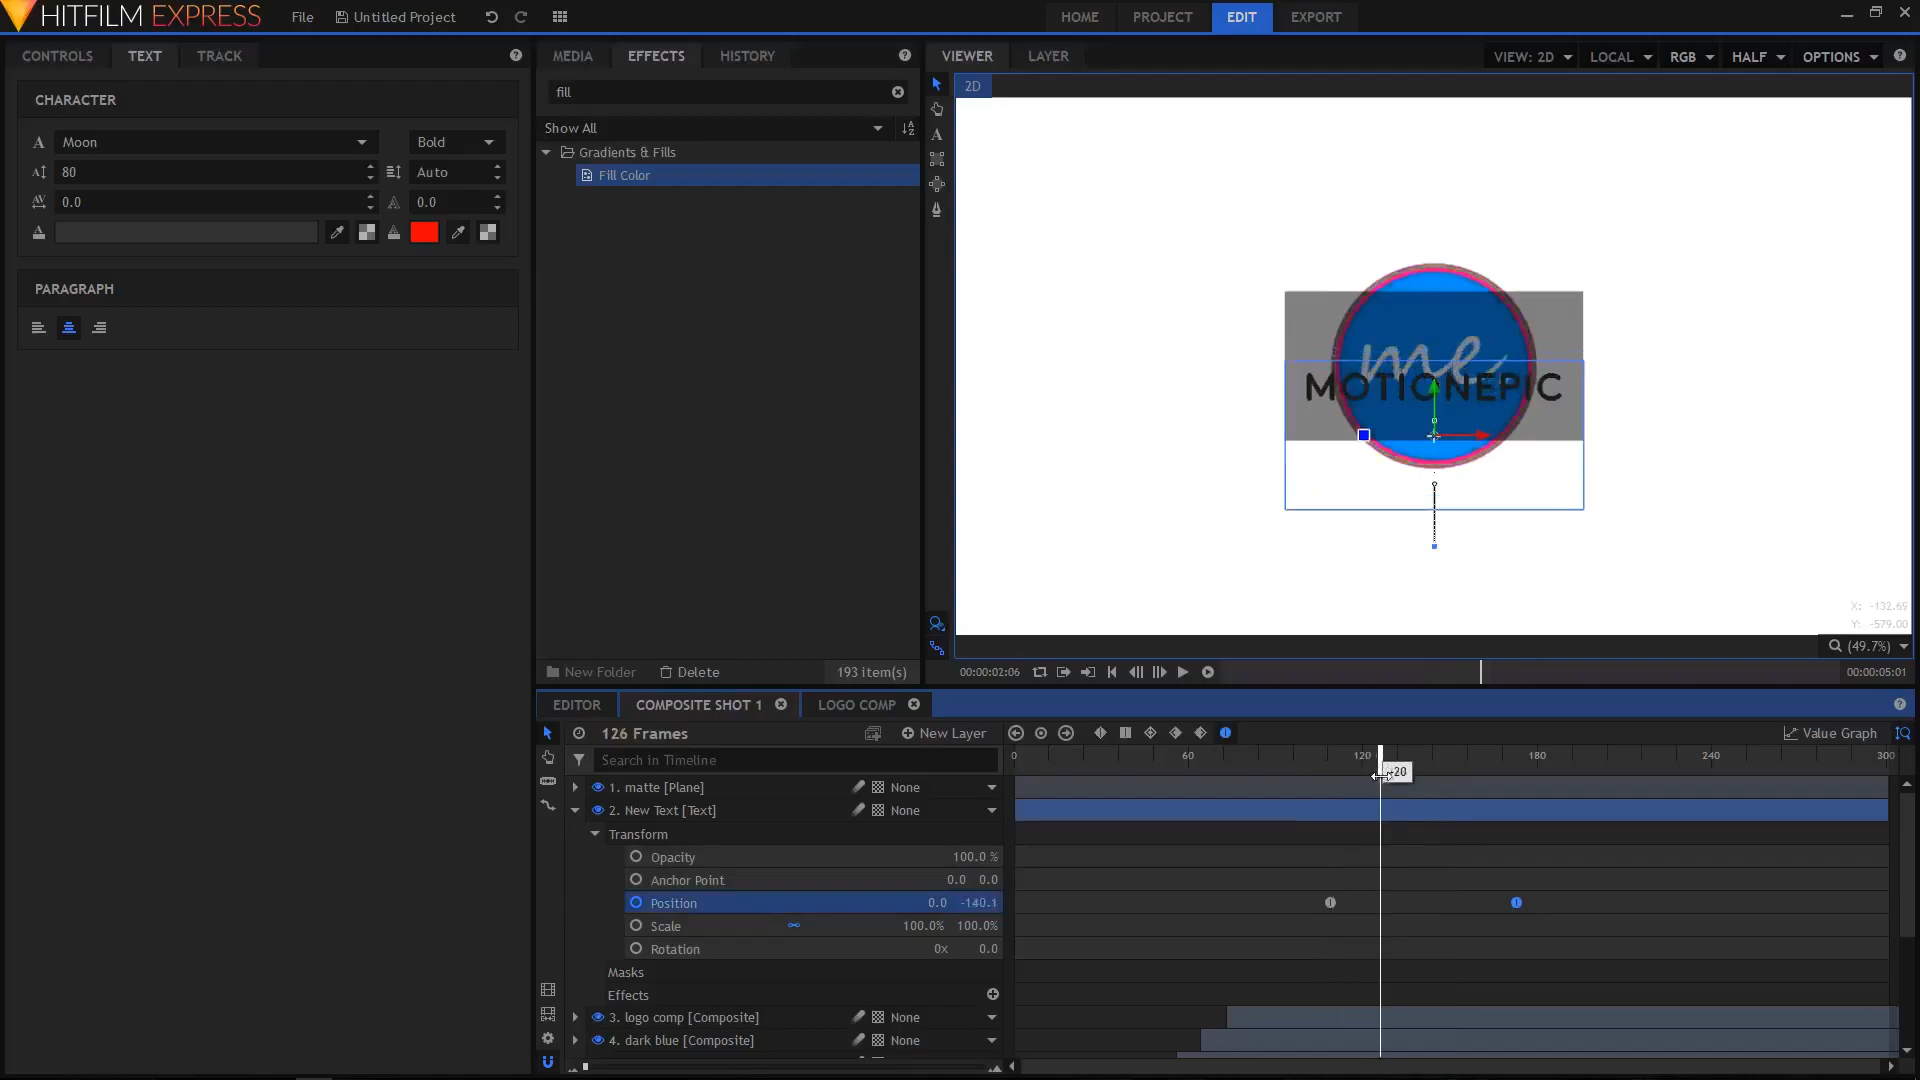 HITFILM EXPRESS
File
Untitled Project
HOME
PROJECT
EDIT
EXPORT
CONTROLS
TEXT
TRACK
MEDIA
EFFECTS
HISTORY
VIEWER
LAYER
VIEW: 2D
LOCAL
RGB
HALF
OPTIONS
CHARACTER
Moon
Bold
80
Auto
0.0
0.0
PARAGRAPH
fill
Show All
Gradients & Fills
Fill Color
New Folder
Delete
193 item(s)
2D
me
MOTIONEPIC
X: -132.69
Y: -579.00
(49.7%)
00:00:02:06
00:00:05:01
EDITOR
COMPOSITE SHOT 1
LOGO COMP
126 Frames
New Layer
Value Graph
Search in Timeline
0
60
120
180
240
300
1. matte [Plane]
None
2. New Text [Text]
None
Transform
Opacity
100.0 %
Anchor Point
0.0 0.0
Position
0.0 -140.1
Scale
100.0% 100.0%
Rotation
0x 0.0
Masks
Effects
3. logo comp [Composite]
None
4. dark blue [Composite]
None